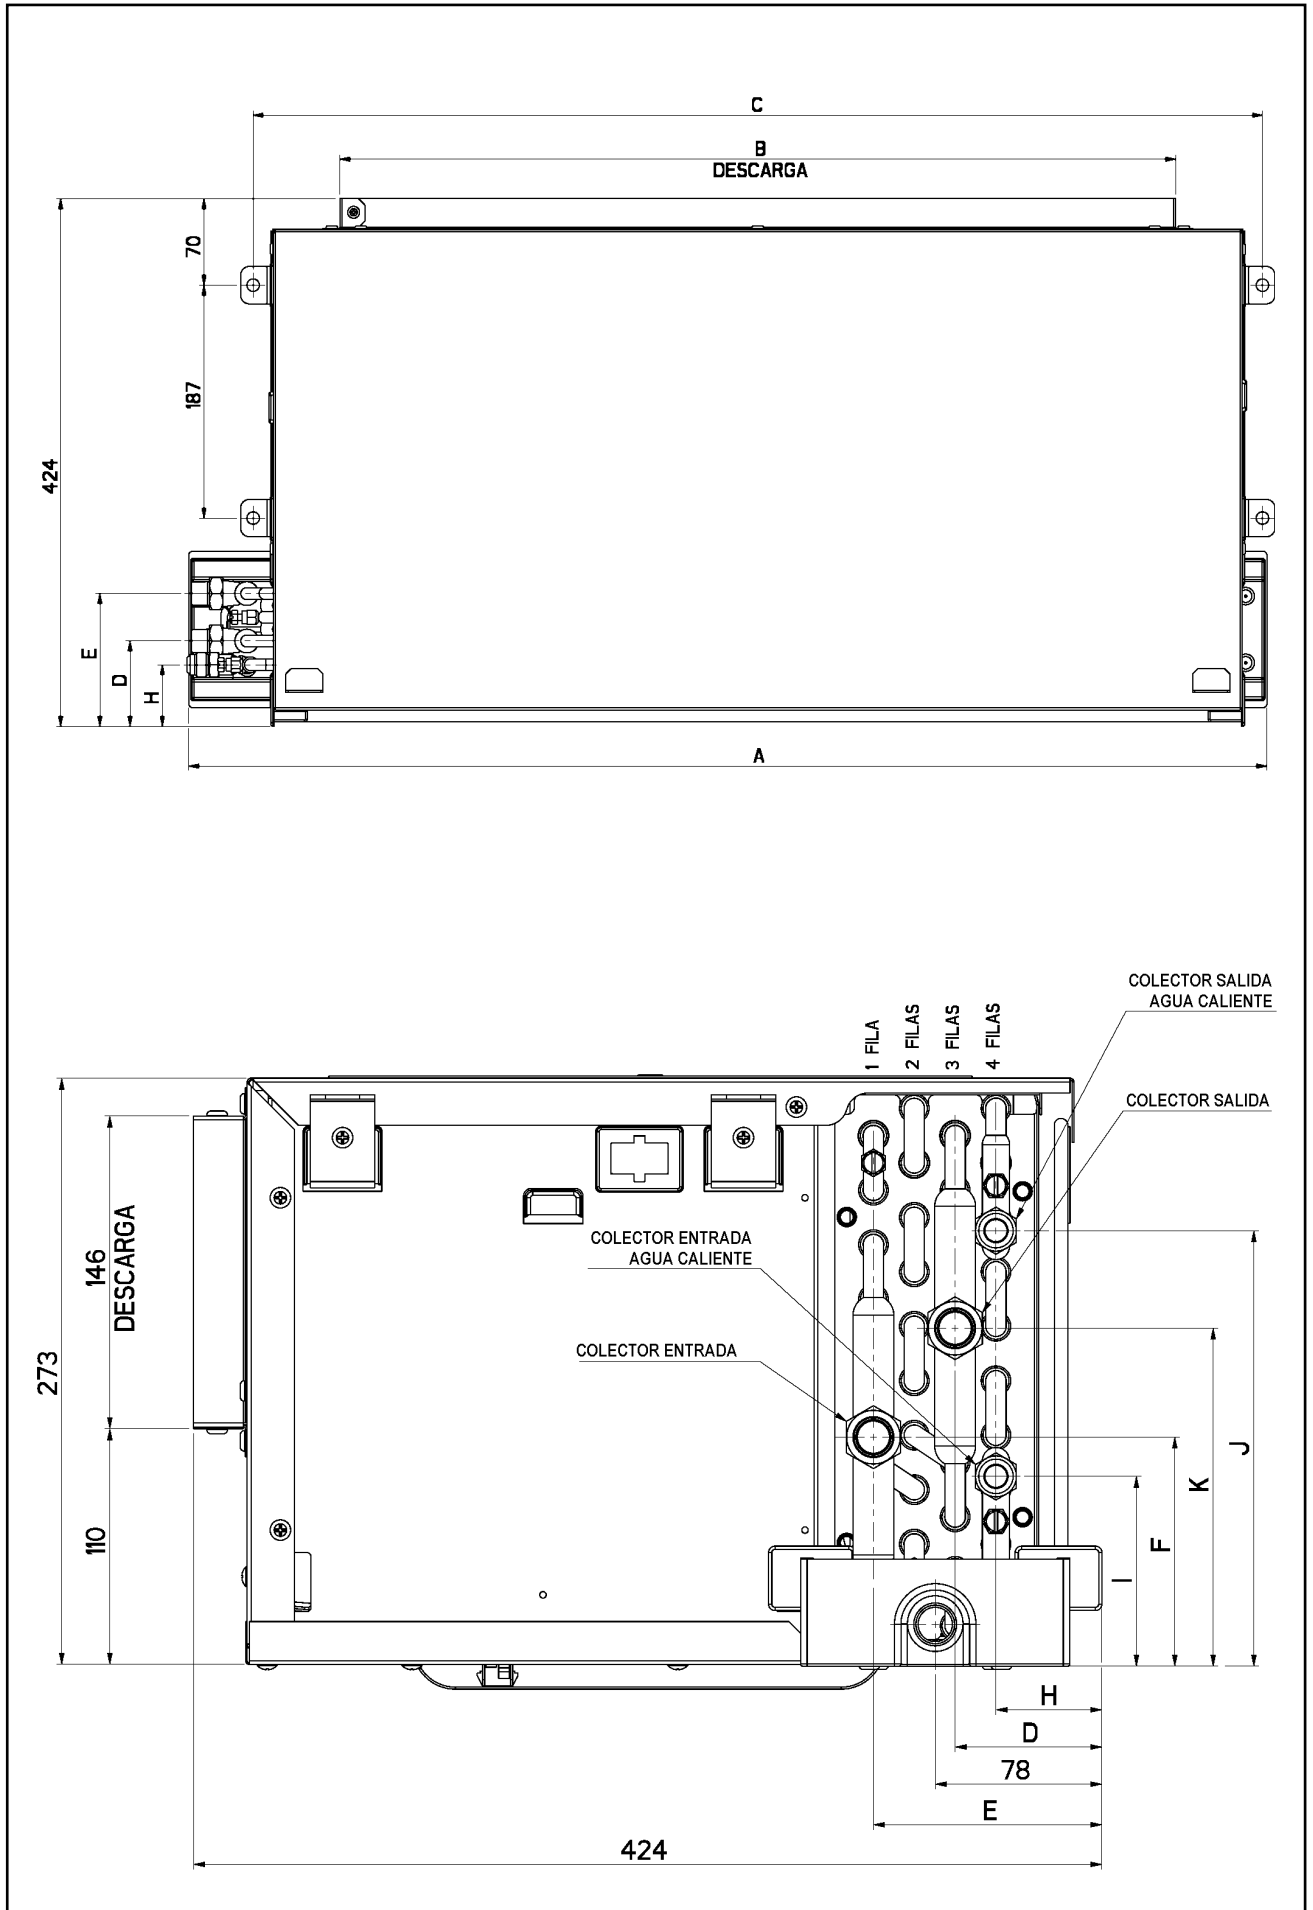 C
B
DESCARGA
70
187
424
E
D
H
A
COLECTOR SALIDA
AGUA CALIENTE
1 FILA
2 FILAS
3 FILAS
4 FILAS
COLECTOR SALIDA
146
DESCARGA
COLECTOR ENTRADA
AGUA CALIENTE
COLECTOR ENTRADA
273
110
J
K
F
I
H
D
78
E
424